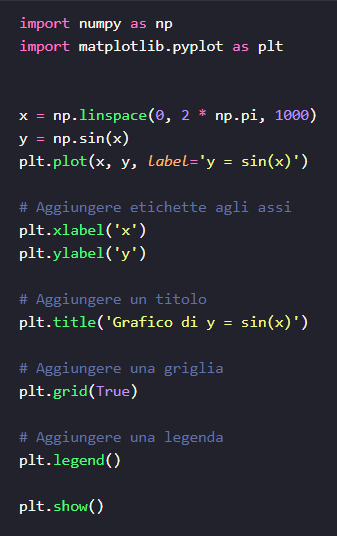 import numpy as np
import matplotlib.pyplot as plt
x = np.linspace(0, 2 * np.pi, 1000)
y = np.sin(x)
plt.plot(x, y, label='y = sin(x)')
# Aggiungere etichette agli assi
plt.xlabel('x')
plt.ylabel('y')
# Aggiungere un titolo
plt.title('Grafico di y = sin(x)')
# Aggiungere una griglia
plt.grid(True)
# Aggiungere una legenda
plt.legend()
plt.show()